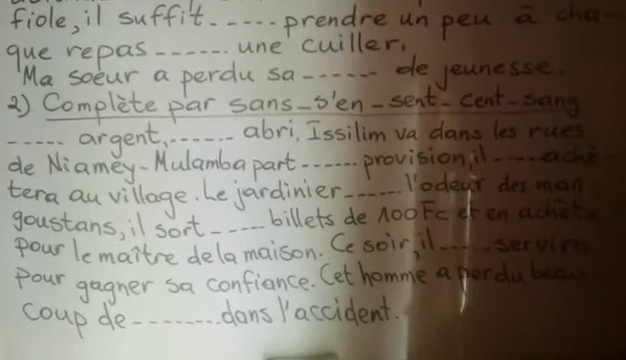 fiole, il suffit ...... prendre un peu à cha-
que repas ...... une cuiller.
Ma soeur a perdu sa ...... de jeunesse.
2) Complète par sans - s'en - sent - cent - sang
..... argent, ...... abri, Issilim va dans les rues
de Niamey - Mulamba part ...... provision, il ..... achè-
tera au village. Le jardinier ...... l'odeur des man
goustans, il sort ..... billets de 100 Fc et en achète
pour le maître de la maison. Ce soir, il ..... servira
pour gagner sa confiance. Cet homme a perdu beau-
coup de ........ dans l'accident.